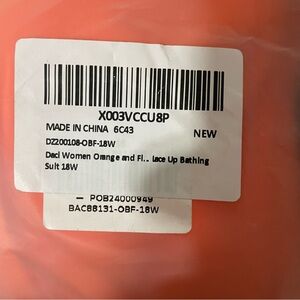 X003VCCU8P
MADE IN CHINA 6C43
NEW
DZ200108-OBF-18W
Daci Women Orange and Fl... Lace Up Bathing
Suit 18W
— POB24000949
BAC88131-OBF-18W